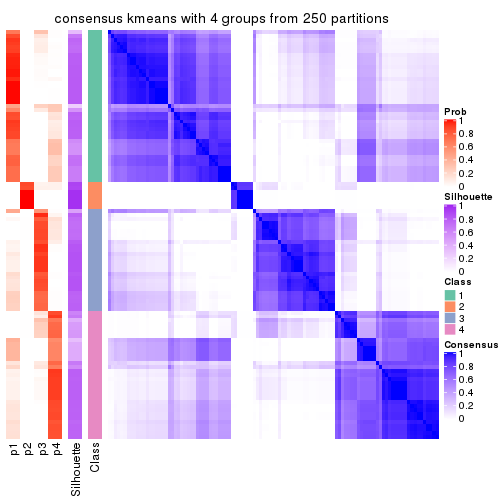 consensus kmeans with 4 groups from 250 partitions
Prob
1
0.8
0.6
0.4
0.2
0
Silhouette
1
0.8
0.6
0.4
0.2
0
Class
1
2
3
4
Consensus
1
0.8
0.6
0.4
0.2
0
p1
p2
p3
p4
Silhouette
Class